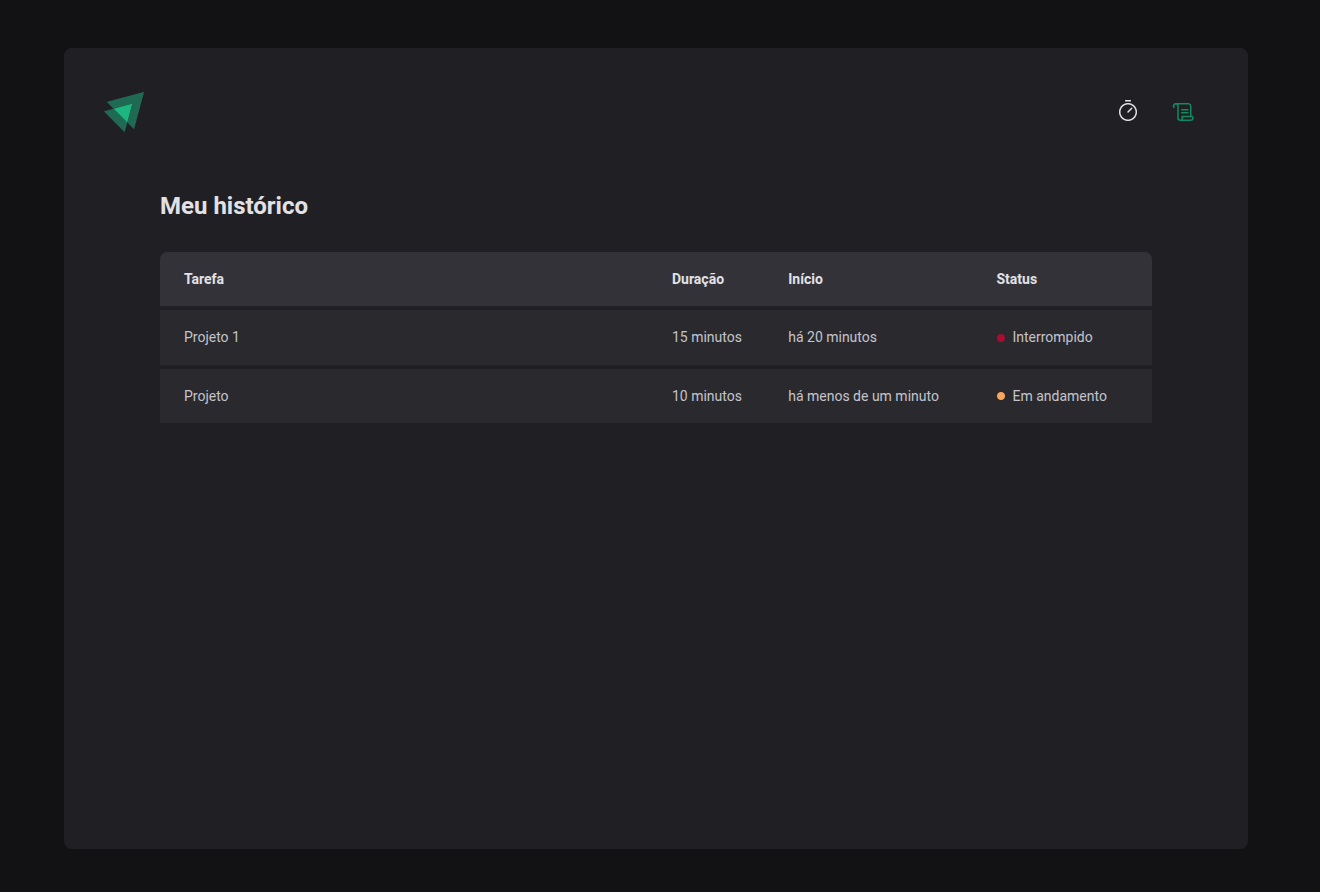 Meu histórico
Tarefa Duração Início Status
Projeto 1 15 minutos há 20 minutos Interrompido
Projeto 10 minutos há menos de um minuto Em andamento